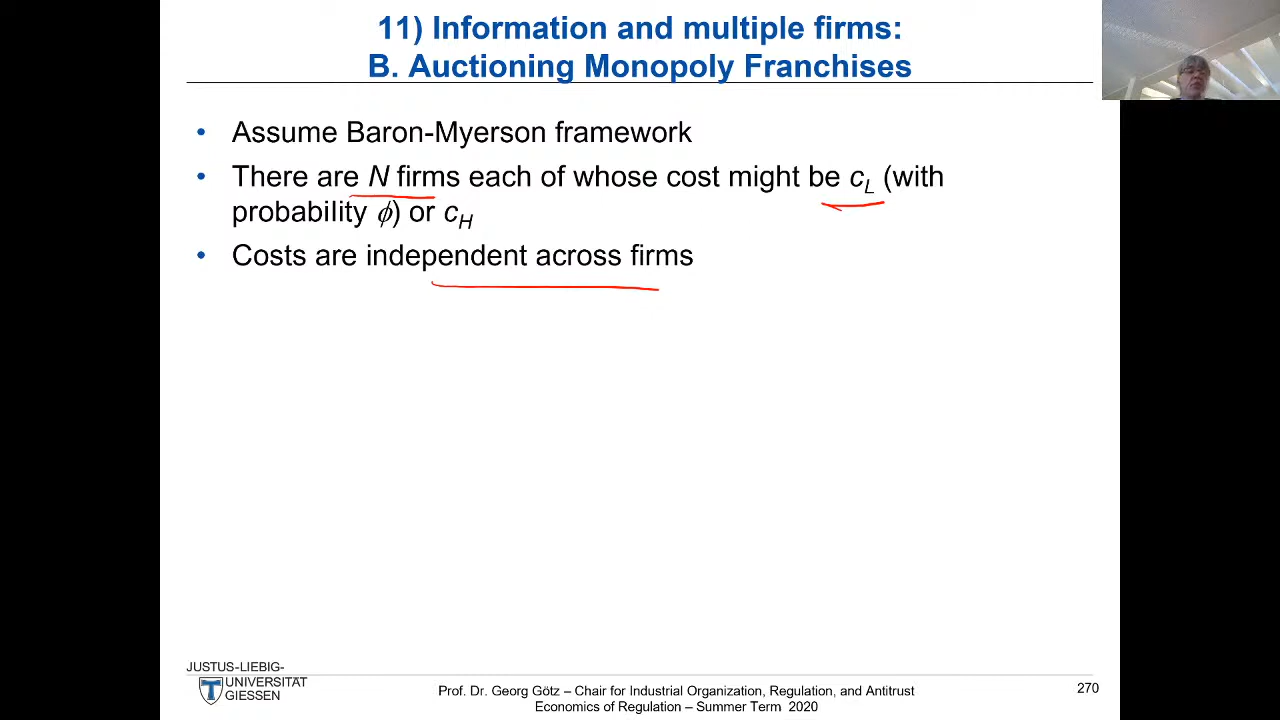 11) Information and multiple firms:
B. Auctioning Monopoly Franchises
• Assume Baron-Myerson framework
• There are N firms each of whose cost might be cL (with
probability ϕ) or cH
• Costs are independent across firms
JUSTUS-LIEBIG-
UNIVERSITÄT
GIESSEN
Prof. Dr. Georg Götz – Chair for Industrial Organization, Regulation, and Antitrust
Economics of Regulation – Summer Term 2020
270